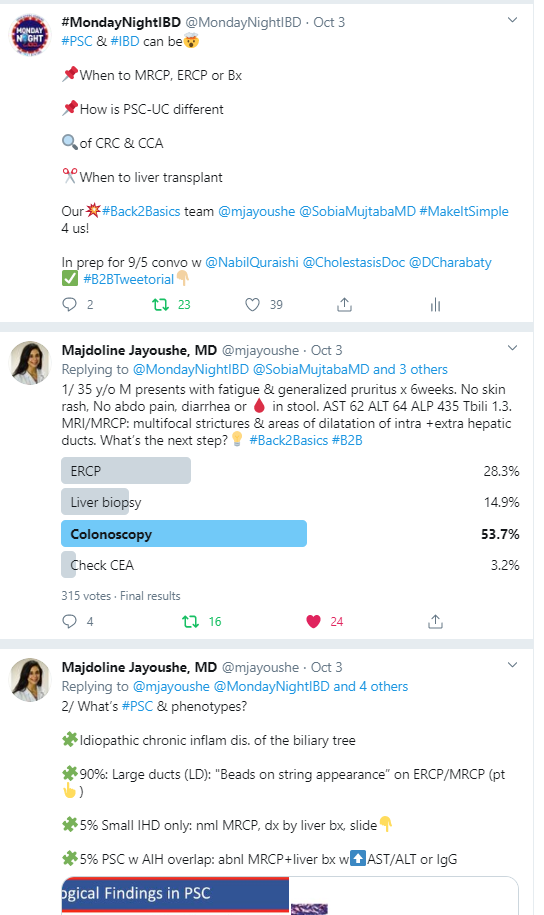 #MondayNightIBD @MondayNightIBD · Oct 3
#PSC & #IBD can be🤯
📌When to MRCP, ERCP or Bx
📌How is PSC-UC different
🔍of CRC & CCA
✂️When to liver transplant
Our💥#Back2Basics team @mjayoushe @SobiaMujtabaMD #MakeItSimple
4 us!
In prep for 9/5 convo w @NabilQuraishi @CholestasisDoc @DCharabaty
✅ #B2BTweetorial👇🏼
2 23 39
Majdoline Jayoushe, MD @mjayoushe · Oct 3
Replying to @MondayNightIBD @SobiaMujtabaMD and 3 others
1/ 35 y/o M presents with fatigue & generalized pruritus x 6weeks. No skin
rash, No abdo pain, diarrhea or 🩸 in stool. AST 62 ALT 64 ALP 435 Tbili 1.3.
MRI/MRCP: multifocal strictures & areas of dilatation of intra +extra hepatic
ducts. What's the next step?💡 #Back2Basics #B2B
ERCP 28.3%
Liver biopsy 14.9%
Colonoscopy 53.7%
Check CEA 3.2%
315 votes · Final results
4 16 24
Majdoline Jayoushe, MD @mjayoushe · Oct 3
Replying to @mjayoushe @MondayNightIBD and 4 others
2/ What's #PSC & phenotypes?
🧩Idiopathic chronic inflam dis. of the biliary tree
🧩90%: Large ducts (LD): "Beads on string appearance” on ERCP/MRCP (pt
👆)
🧩5% Small IHD only: nml MRCP, dx by liver bx, slide👇
🧩5% PSC w AIH overlap: abnl MRCP+liver bx w⬆️AST/ALT or IgG
ogical Findings in PSC